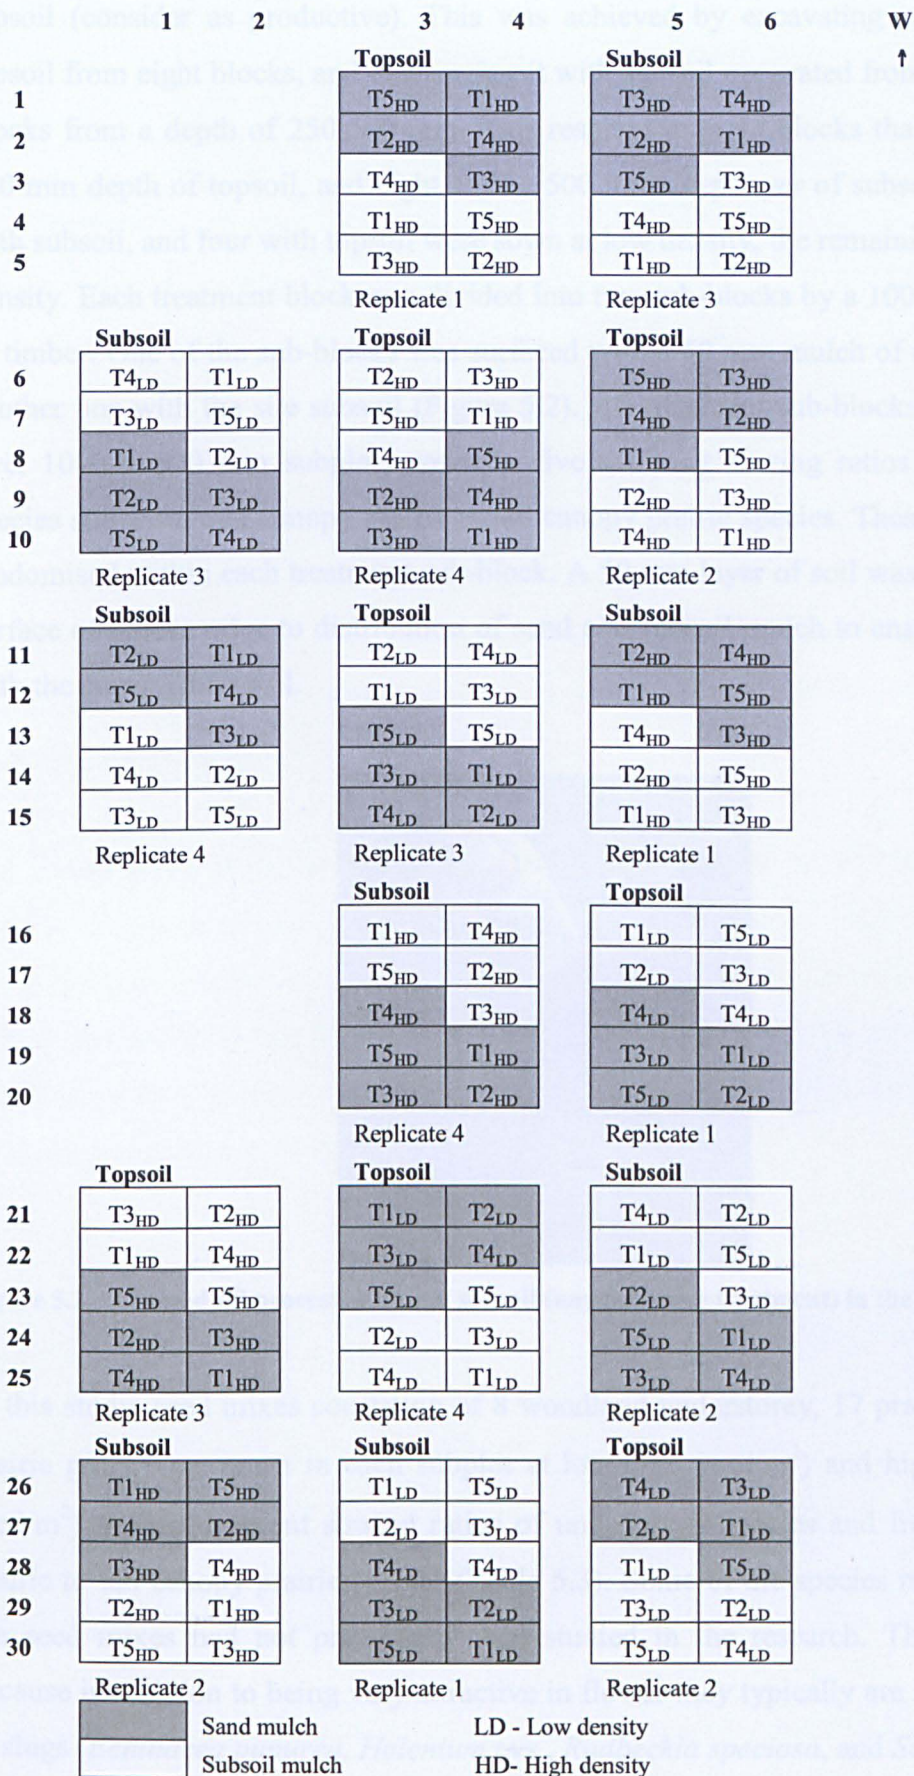 1 2 3 4 5 6 W
Topsoil Subsoil
1 T5HD T1HD T3HD T4HD
2 T2HD T4HD T2HD T1HD
3 T4HD T3HD T5HD T3HD
4 T1HD T5HD T4HD T5HD
5 T3HD T2HD T1HD T2HD
Replicate 1 Replicate 3
Subsoil Topsoil Topsoil
6 T4LD T1LD T2HD T3HD T5HD T3HD
7 T3LD T5LD T5HD T1HD T4HD T2HD
8 T1LD T2LD T4HD T5HD T1HD T5HD
9 T2LD T3LD T2HD T4HD T2HD T3HD
10 T5LD T4LD T3HD T1HD T4HD T1HD
Replicate 3 Replicate 4 Replicate 2
Subsoil Topsoil Subsoil
11 T2LD T1LD T2LD T4LD T2HD T4HD
12 T5LD T4LD T1LD T3LD T1HD T5HD
13 T1LD T3LD T5LD T5LD T4HD T3HD
14 T4LD T2LD T3LD T1LD T2HD T5HD
15 T3LD T5LD T4LD T2LD T1HD T3HD
Replicate 4 Replicate 3 Replicate 1
Subsoil Topsoil
16 T1HD T4HD T1LD T5LD
17 T5HD T2HD T2LD T3LD
18 T4HD T3HD T4LD T4LD
19 T5HD T1HD T3LD T1LD
20 T3HD T2HD T5LD T2LD
Replicate 4 Replicate 1
Topsoil Topsoil Subsoil
21 T3HD T2HD T1LD T2LD T4LD T2LD
22 T1HD T4HD T3LD T4LD T1LD T5LD
23 T5HD T5HD T5LD T5LD T2LD T3LD
24 T2HD T3HD T2LD T3LD T5LD T1LD
25 T4HD T1HD T4LD T1LD T3LD T4LD
Replicate 3 Replicate 4 Replicate 2
Subsoil Subsoil Topsoil
26 T1HD T5HD T1LD T5LD T4LD T3LD
27 T4HD T2HD T2LD T3LD T2LD T1LD
28 T3HD T4HD T4LD T4LD T1LD T5LD
29 T2HD T1HD T3LD T2LD T3LD T2LD
30 T5HD T3HD T5LD T1LD T5LD T4LD
Replicate 2 Replicate 1 Replicate 2
Sand mulch LD - Low density
Subsoil mulch HD- High density